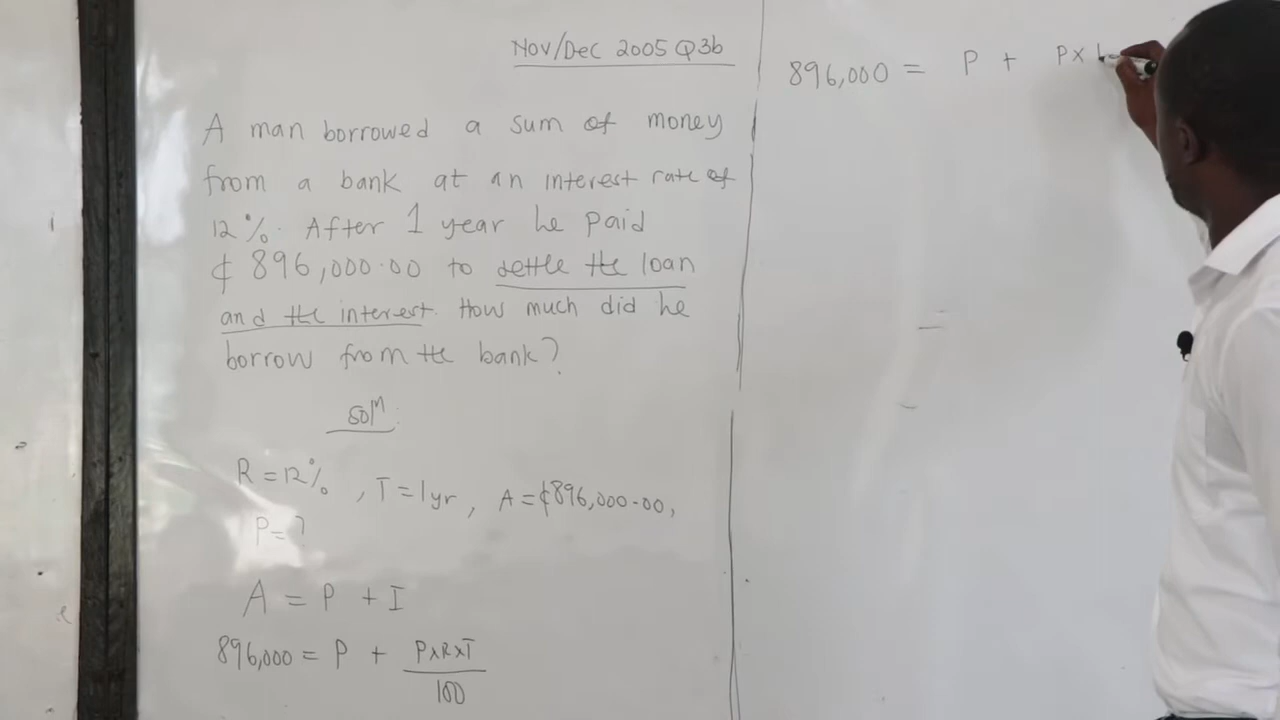 Nov/Dec 2005 Q3b
A man borrowed a sum of money
from a bank at an interest rate of
12%. After 1 year he paid
₵ 896,000.00 to settle the loan
and the interest. How much did he
borrow from the bank?
Solⁿ:
R = 12%, T = 1yr, A = ₵896,000-00,
P = ?
A = P + I
896,000 = P + PxRxT
100
896,000 = P + Px